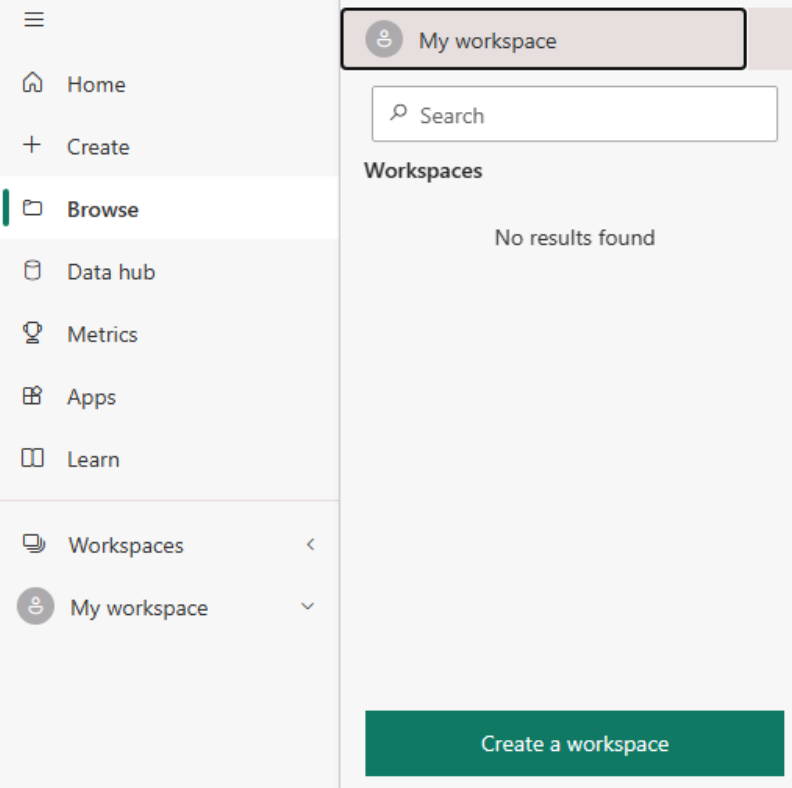 Home
Create
Browse
Data hub
Metrics
Apps
Learn
Workspaces
My workspace
My workspace
Search
Workspaces
No results found
Create a workspace